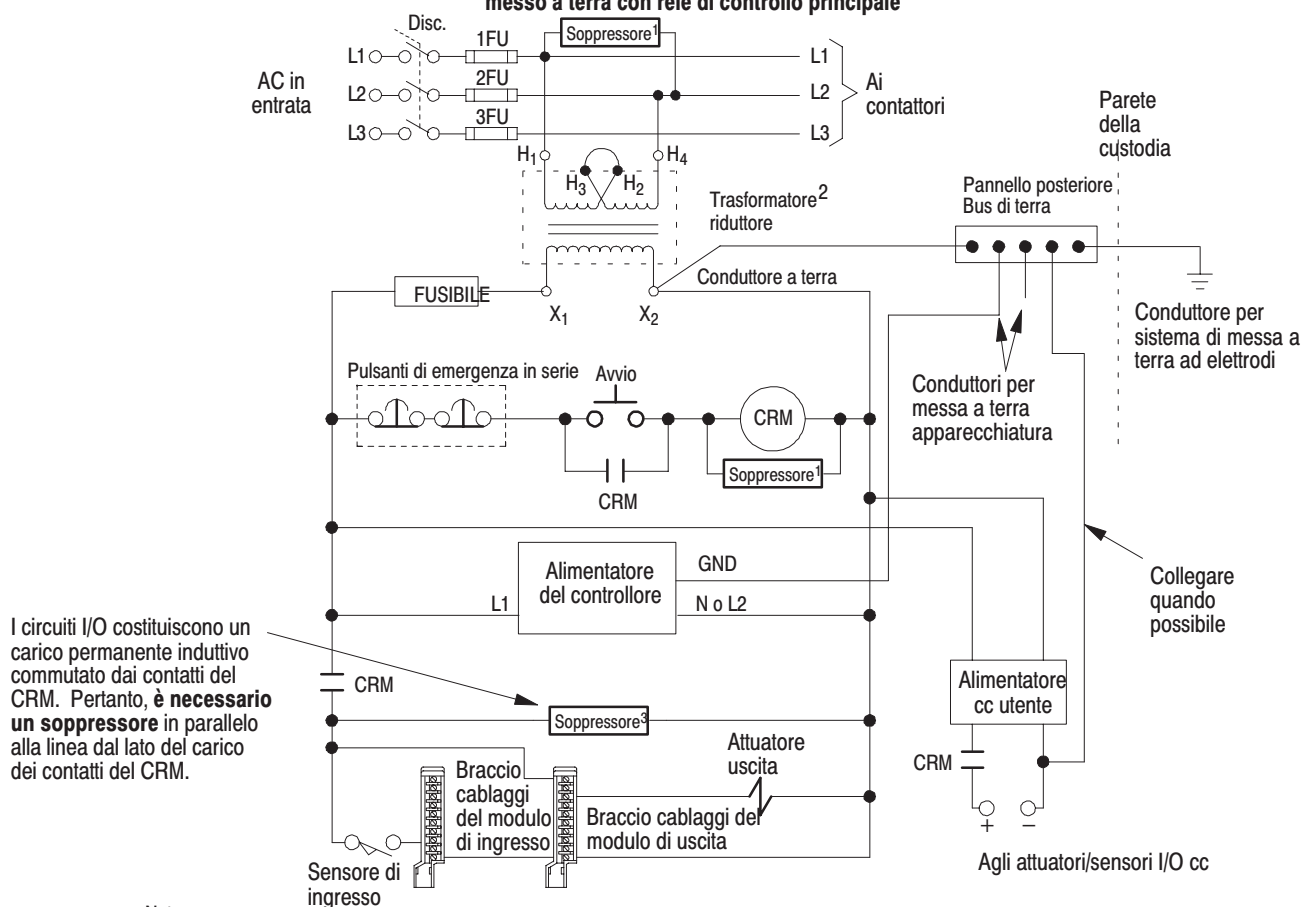 messo a terra con relè di controllo principale
Disc.
1FU
Soppressore1
L1
L1
AC in
entrata
2FU
L2
L2
Ai
contattori
3FU
L3
L3
Parete
della
custodia
H1
H4
H3
H2
Trasformatore2
riduttore
Pannello posteriore
Bus di terra
Conduttore a terra
FUSIBILE
X1
X2
Conduttore per
sistema di messa a
terra ad elettrodi
Pulsanti di emergenza in serie
Avvio
CRM
Conduttori per
messa a terra
apparecchiatura
Soppressore1
CRM
Alimentatore
del controllore
GND
L1
N o L2
Collegare
quando
possibile
I circuiti I/O costituiscono un
carico permanente induttivo
commutato dai contatti del
CRM. Pertanto, è necessario
un soppressore in parallelo
alla linea dal lato del carico
dei contatti del CRM.
CRM
Soppressore3
Alimentatore
cc utente
Attuatore
uscita
CRM
Braccio
cablaggi
del modulo
di ingresso
Braccio cablaggi del
modulo di uscita
+
−
Agli attuatori/sensori I/O cc
Sensore di
ingresso